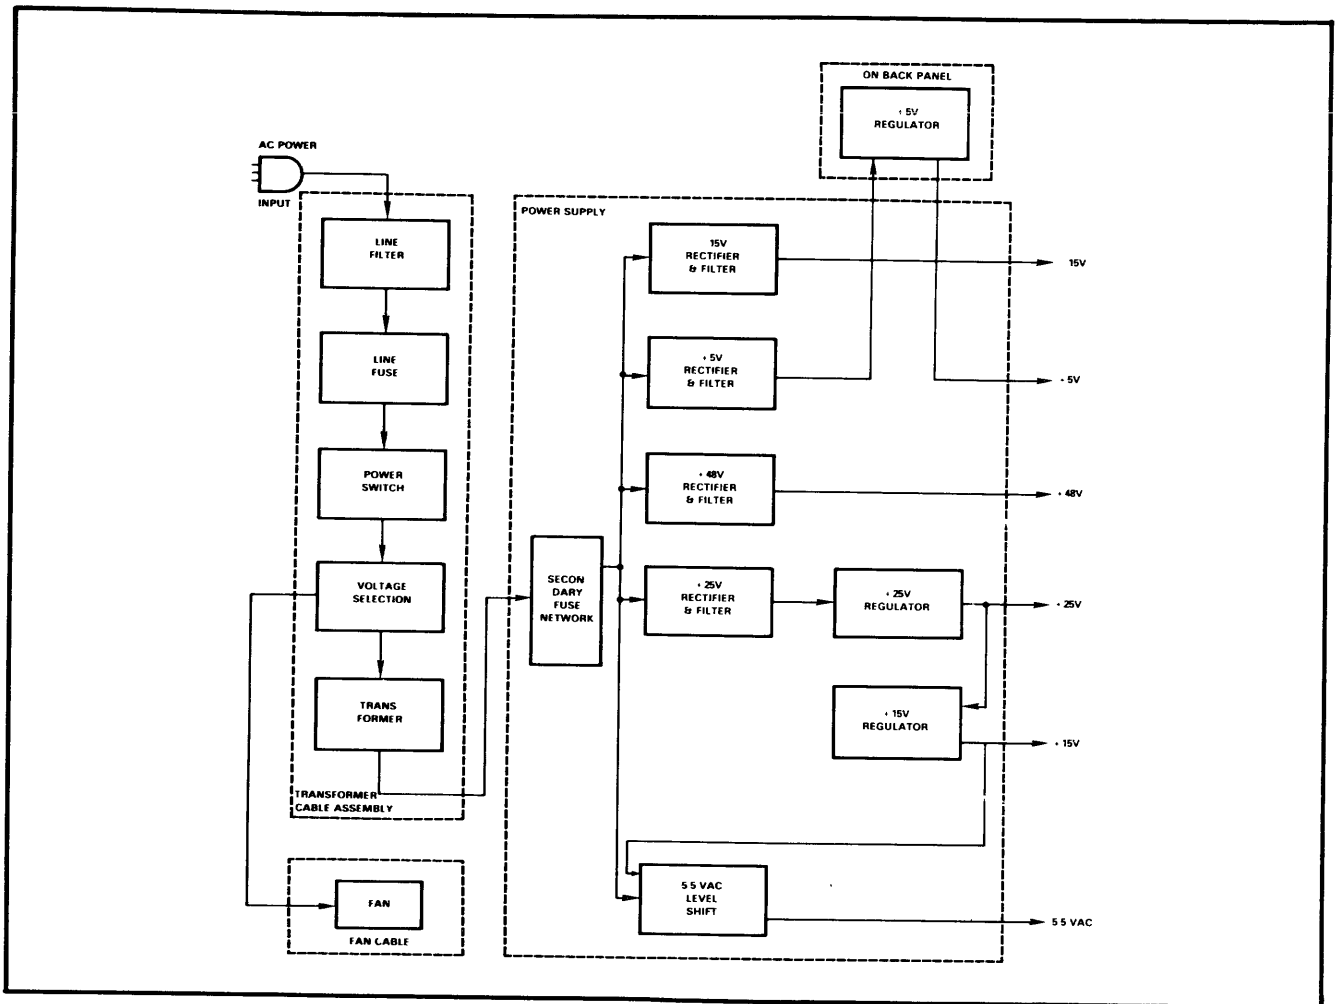 ON BACK PANEL
+ 5V
REGULATOR
AC POWER
INPUT
LINE
FILTER
LINE
FUSE
POWER
SWITCH
VOLTAGE
SELECTION
TRANS
FORMER
TRANSFORMER
CABLE ASSEMBLY
FAN
FAN CABLE
POWER SUPPLY
SECON
DARY
FUSE
NETWORK
15V
RECTIFIER
& FILTER
15V
+ 5V
RECTIFIER
& FILTER
+ 5V
+ 48V
RECTIFIER
& FILTER
+ 48V
+ 25V
RECTIFIER
& FILTER
+ 25V
REGULATOR
+ 25V
+ 15V
REGULATOR
+ 15V
5 5 VAC
LEVEL
SHIFT
5 5 VAC